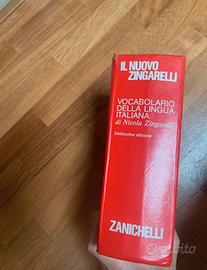 IL NUOVO
ZINGARELLI
VOCABOLARIO
DELLA LINGUA
ITALIANA
di Nicola Zingarelli
Undicesima edizione
ZANICHELLI
subito